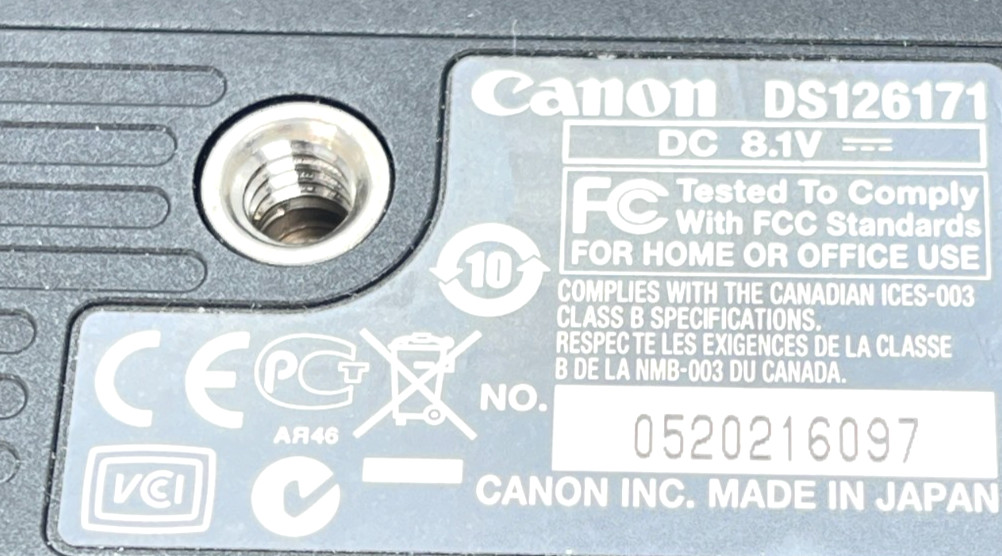 Canon DS126171
DC 8.1V
FC Tested To Comply
With FCC Standards
FOR HOME OR OFFICE USE
10
COMPLIES WITH THE CANADIAN ICES-003
CLASS B SPECIFICATIONS.
RESPECTE LES EXIGENCES DE LA CLASSE
B DE LA NMB-003 DU CANADA.
CE
РСТ
АЯ46
NO. 0520216097
VCI
CANON INC. MADE IN JAPAN